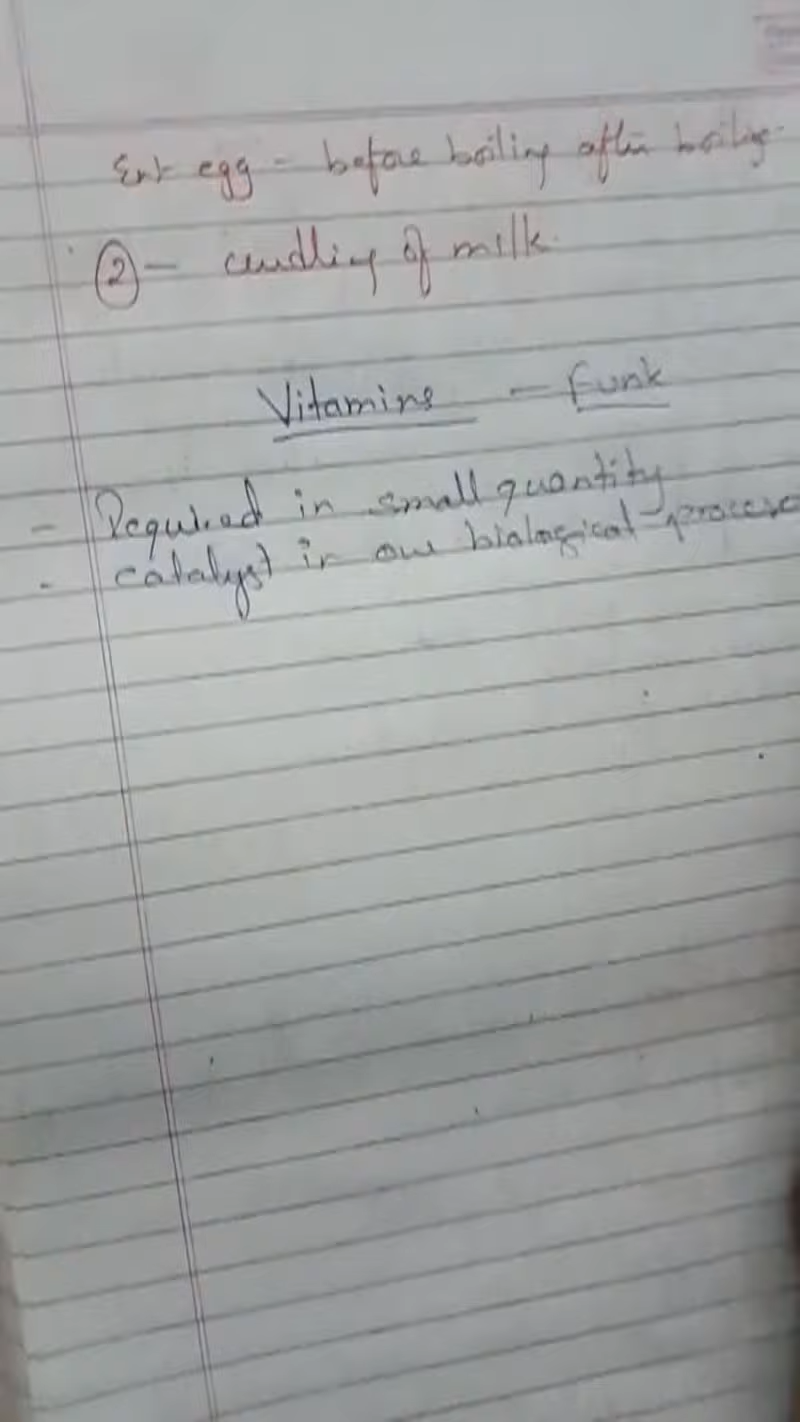 egg - before boiling after boiling
② - curdling of milk.
Vitamins - Funk
- Required in small quantity
- catalyst in our biological process